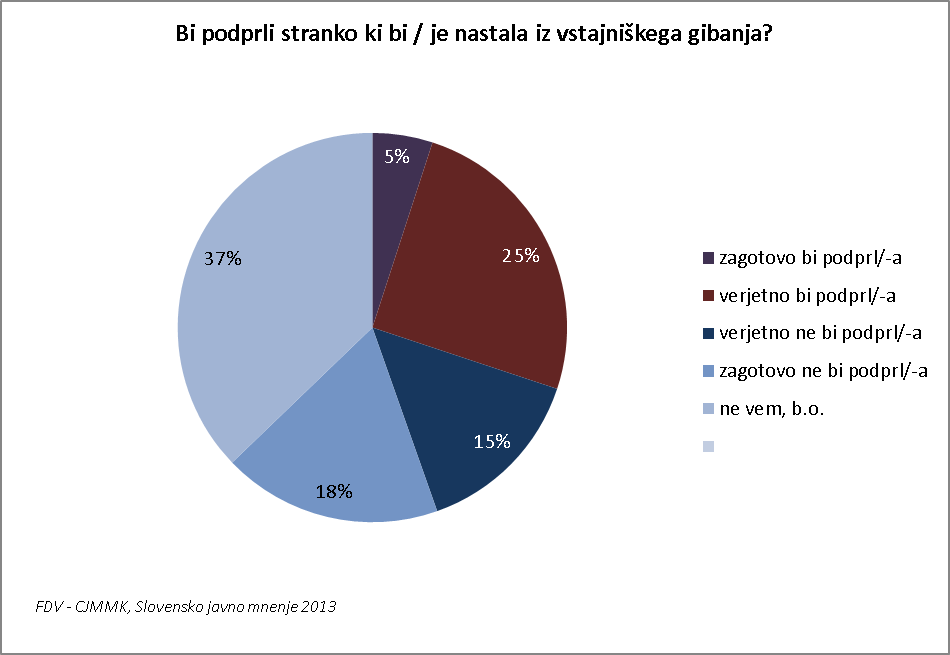 Bi podprli stranko ki bi / je nastala iz vstajniškega gibanja?
5%
25%
37%
15%
18%
zagotovo bi podprl/-a
verjetno bi podprl/-a
verjetno ne bi podprl/-a
zagotovo ne bi podprl/-a
ne vem, b.o.
FDV - CJMMK, Slovensko javno mnenje 2013